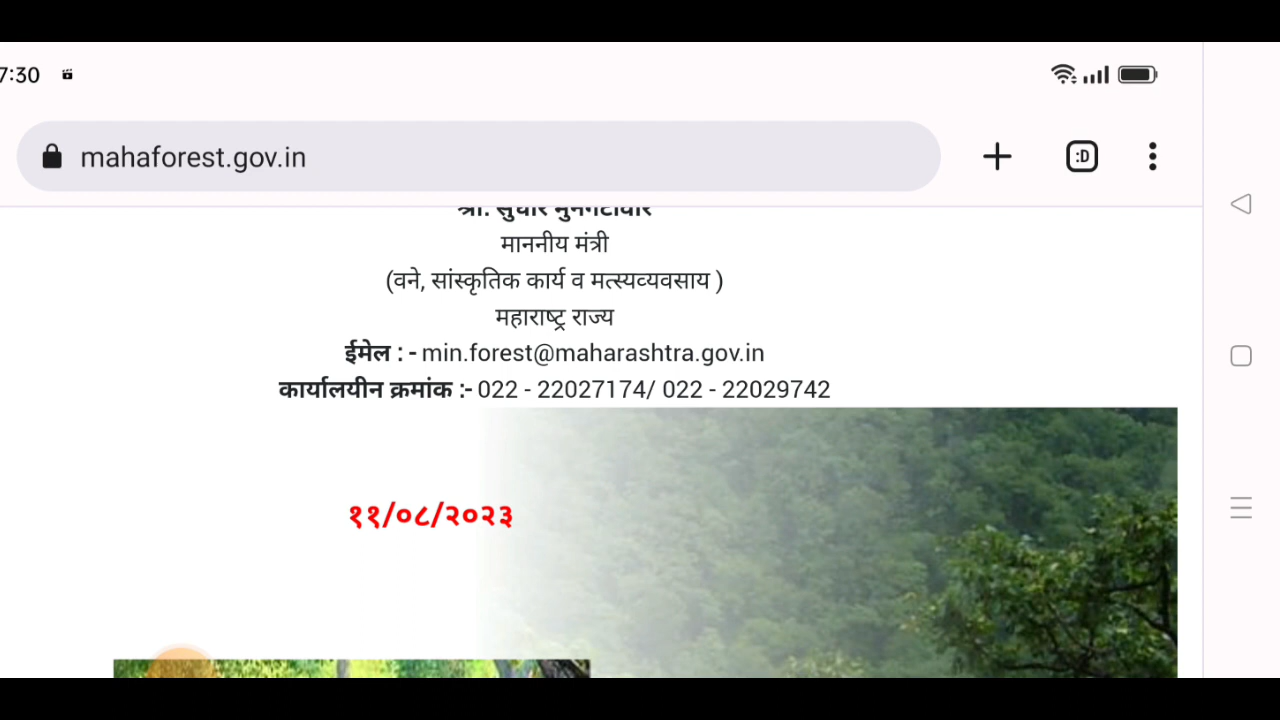 7:30
mahaforest.gov.in
:D
श्री. सुधीर मुनगंटीवार
माननीय मंत्री
(वने, सांस्कृतिक कार्य व मत्स्यव्यवसाय )
महाराष्ट्र राज्य
ईमेल : - min.forest@maharashtra.gov.in
कार्यालयीन क्रमांक :- 022 - 22027174/ 022 - 22029742
११/०८/२०२३